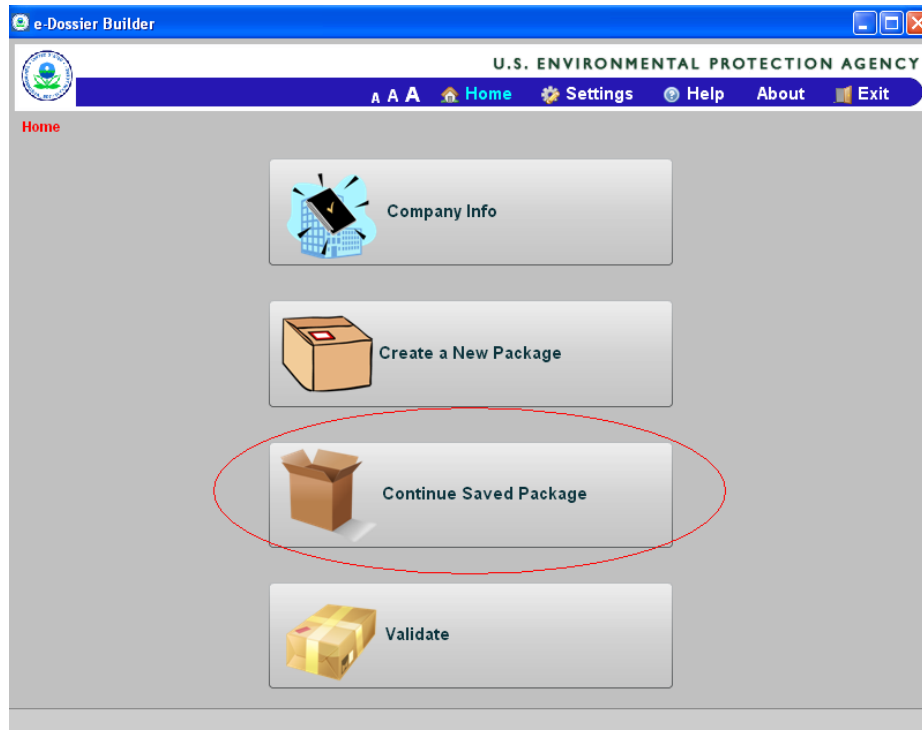 e-Dossier Builder
U.S. ENVIRONMENTAL PROTECTION AGENCY
A A A Home Settings Help About Exit
Home
Company Info
Create a New Package
Continue Saved Package
Validate